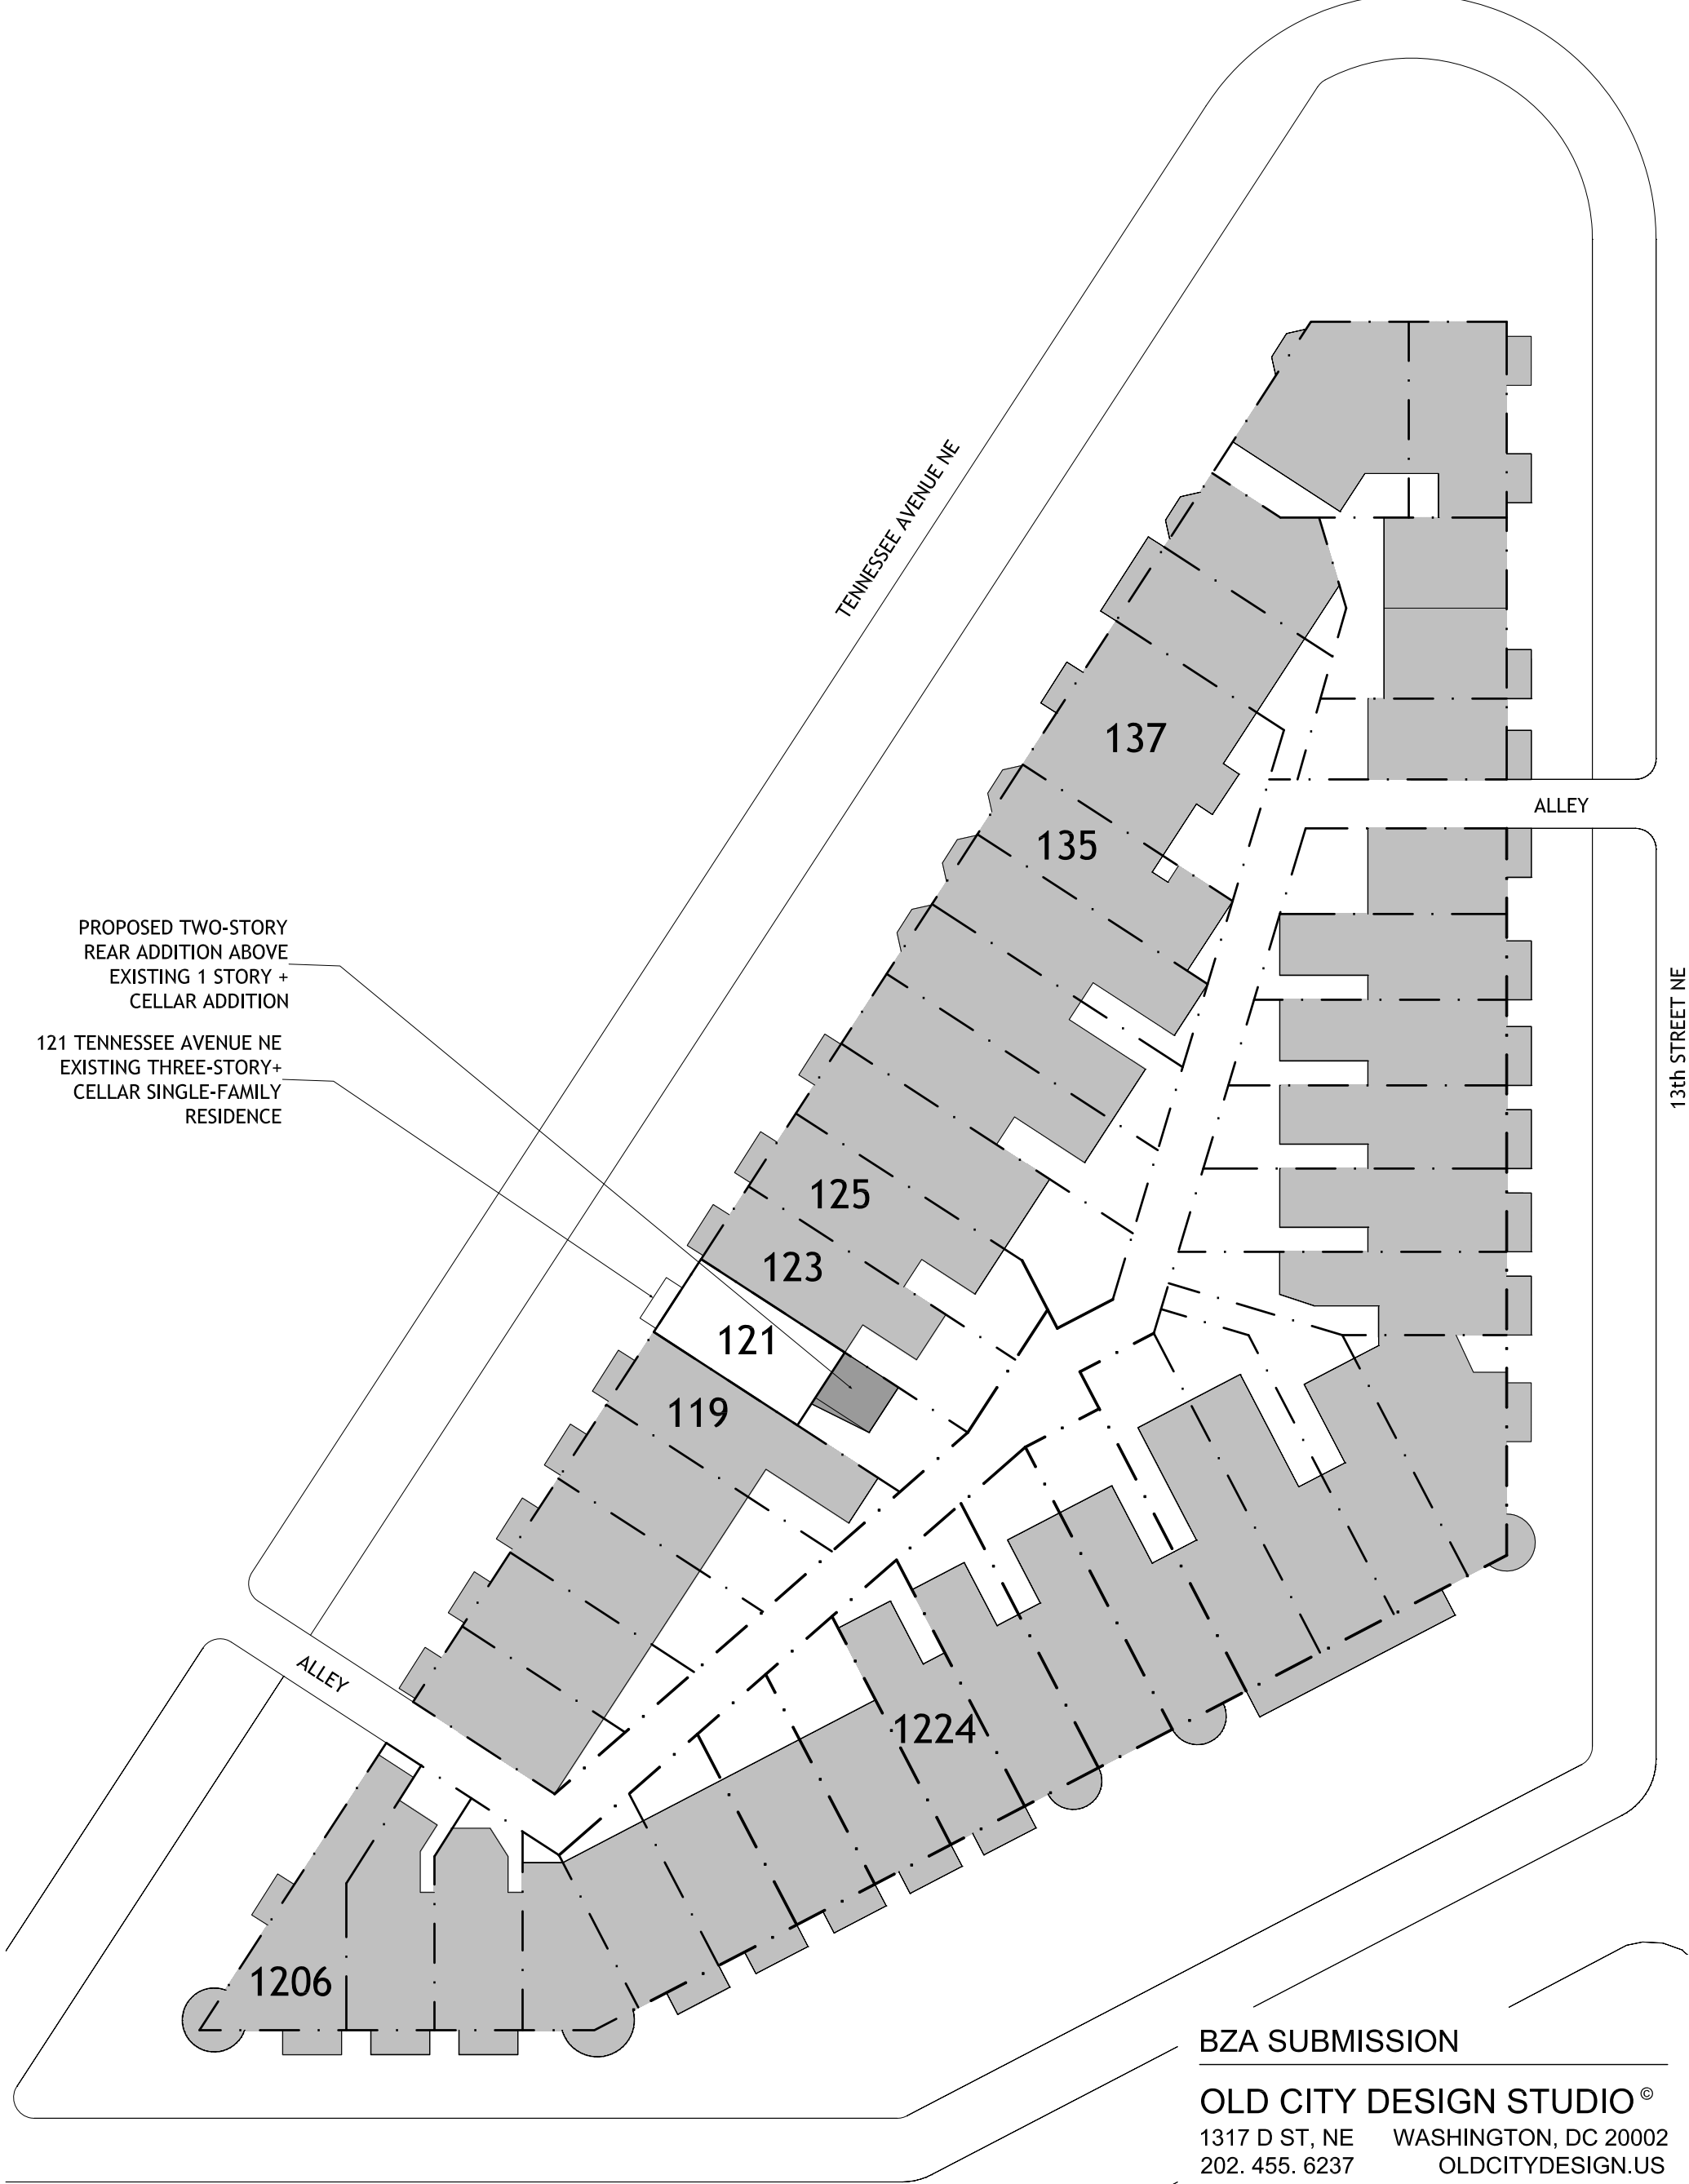 TENNESSEE AVENUE NE
137
ALLEY
135
PROPOSED TWO-STORY
REAR ADDITION ABOVE
EXISTING 1 STORY +
CELLAR ADDITION
13th STREET NE
121 TENNESSEE AVENUE NE
EXISTING THREE-STORY+
CELLAR SINGLE-FAMILY
RESIDENCE
125
123
121
119
ALLEY
1224
1206
BZA SUBMISSION
OLD CITY DESIGN STUDIO ©
1317 D ST, NE WASHINGTON, DC 20002
202. 455. 6237 OLDCITYDESIGN.US